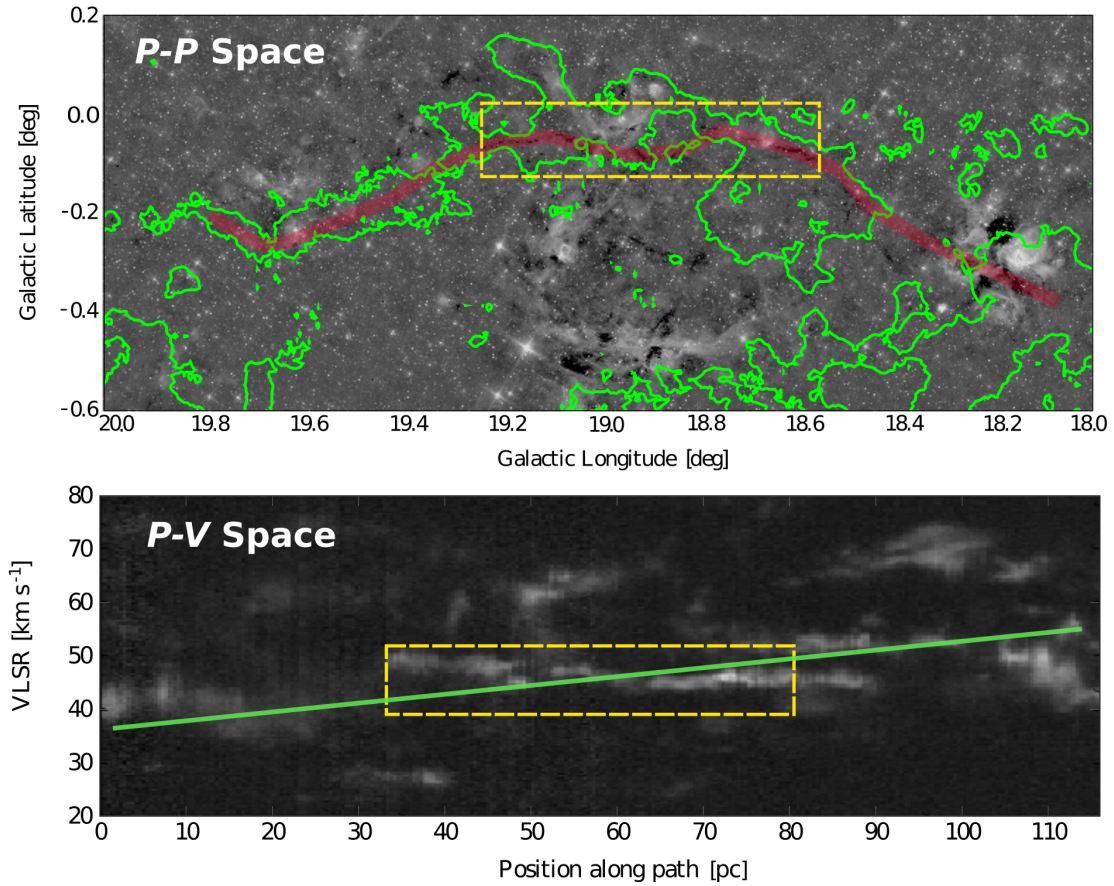 P-P Space
0.2
0.0
-0.2
-0.4
-0.6
Galactic Latitude [deg]
20.0 19.8 19.6 19.4 19.2 19.0 18.8 18.6 18.4 18.2 18.0
Galactic Longitude [deg]
P-V Space
80
70
60
50
40
30
20
VLSR [km s⁻¹]
0 10 20 30 40 50 60 70 80 90 100 110
Position along path [pc]